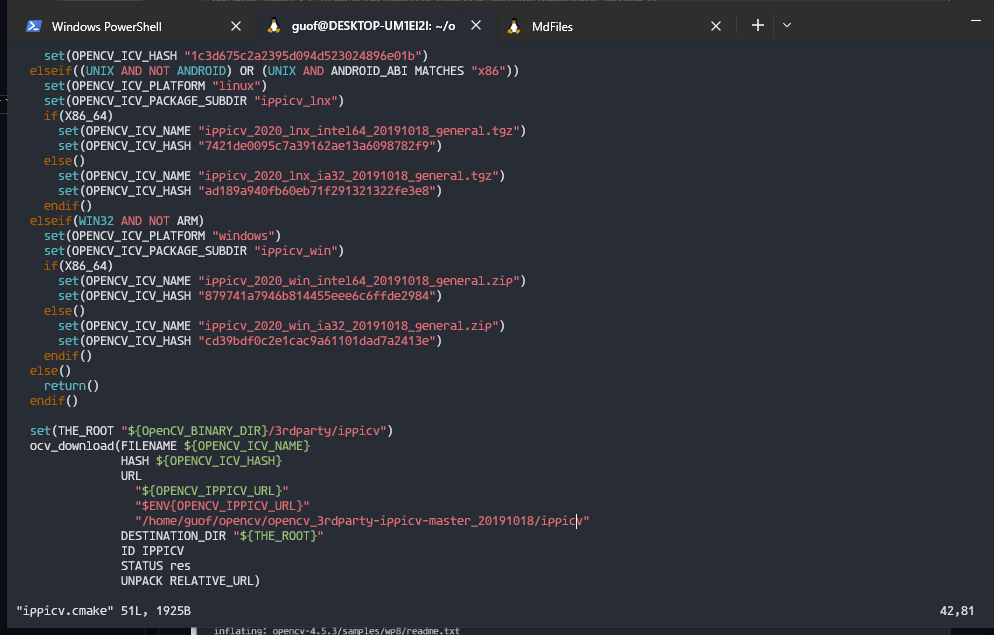 Windows PowerShell
guof@DESKTOP-UM1EI2I: ~/o
MdFiles
    set(OPENCV_ICV_HASH "1c3d675c2a2395d094d523024896e01b")
  elseif((UNIX AND NOT ANDROID) OR (UNIX AND ANDROID_ABI MATCHES "x86"))
    set(OPENCV_ICV_PLATFORM "linux")
    set(OPENCV_ICV_PACKAGE_SUBDIR "ippicv_lnx")
    if(X86_64)
      set(OPENCV_ICV_NAME "ippicv_2020_lnx_intel64_20191018_general.tgz")
      set(OPENCV_ICV_HASH "7421de0095c7a39162ae13a6098782f9")
    else()
      set(OPENCV_ICV_NAME "ippicv_2020_lnx_ia32_20191018_general.tgz")
      set(OPENCV_ICV_HASH "ad189a940fb60eb71f291321322fe3e8")
    endif()
  elseif(WIN32 AND NOT ARM)
    set(OPENCV_ICV_PLATFORM "windows")
    set(OPENCV_ICV_PACKAGE_SUBDIR "ippicv_win")
    if(X86_64)
      set(OPENCV_ICV_NAME "ippicv_2020_win_intel64_20191018_general.zip")
      set(OPENCV_ICV_HASH "879741a7946b814455eee6c6ffde2984")
    else()
      set(OPENCV_ICV_NAME "ippicv_2020_win_ia32_20191018_general.zip")
      set(OPENCV_ICV_HASH "cd39bdf0c2e1cac9a61101dad7a2413e")
    endif()
  else()
    return()
  endif()
  set(THE_ROOT "${OpenCV_BINARY_DIR}/3rdparty/ippicv")
  ocv_download(FILENAME ${OPENCV_ICV_NAME}
               HASH ${OPENCV_ICV_HASH}
               URL
                 "${OPENCV_IPPICV_URL}"
                 "$ENV{OPENCV_IPPICV_URL}"
                 "/home/guof/opencv/opencv_3rdparty-ippicv-master_20191018/ippicv"
               DESTINATION_DIR "${THE_ROOT}"
               ID IPPICV
               STATUS res
               UNPACK RELATIVE_URL)
"ippicv.cmake" 51L, 1925B
42,81
inflating: opencv-4.5.3/samples/wp8/readme.txt